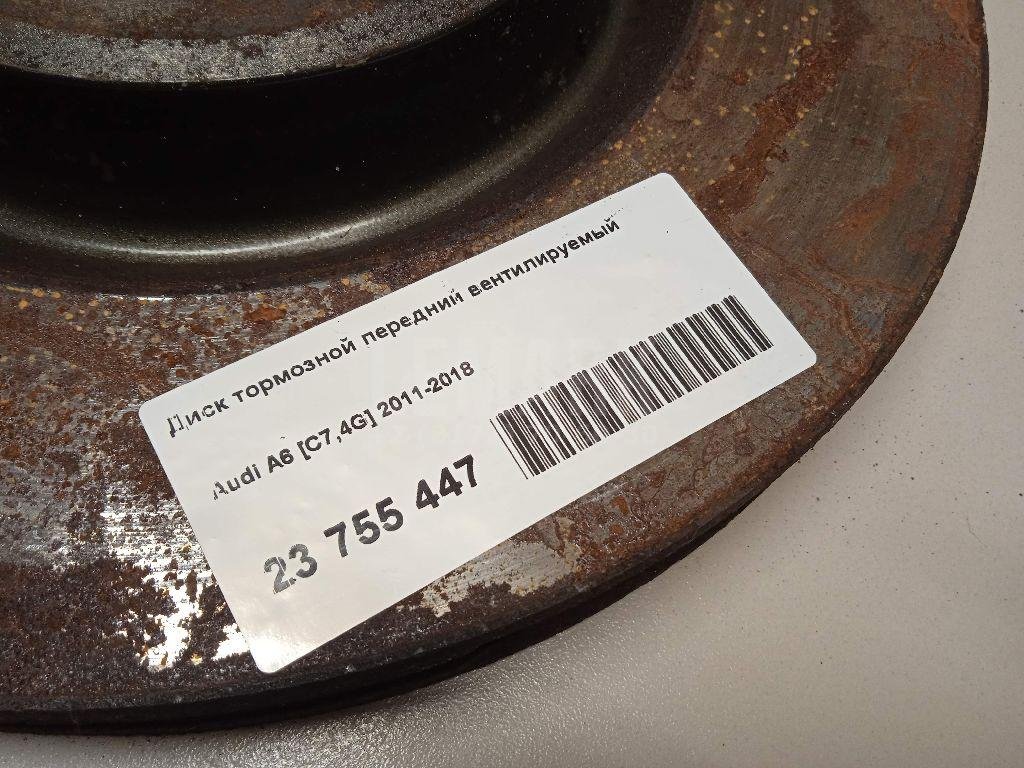 Диск тормозной передний вентилируемый
Audi A6 [C7,4G] 2011-2018
23 755 447